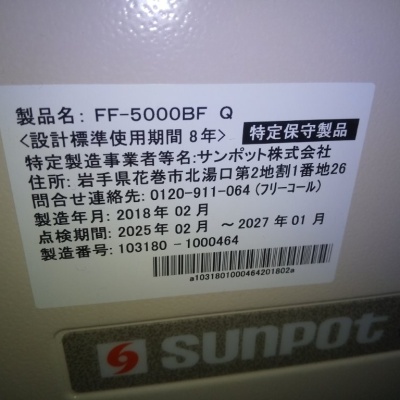 製品名: FF-5000BF Q
<設計標準使用期間 8年> 特定保守製品
特定製造事業者等名:サンポット株式会社
住所: 岩手県花巻市北湯口第2地割1番地26
問合せ連絡先: 0120-911-064 (フリーコール)
製造年月: 2018 年 02 月
点検期間: 2025 年 02 月 ～ 2027 年 01 月
製造番号: 103180 - 1000464
a1031801000464201802a
SUNPOT